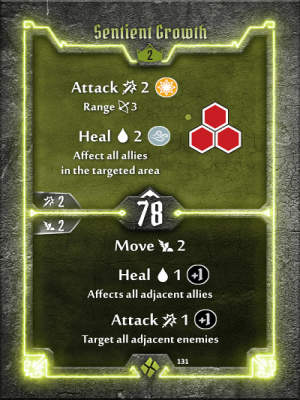 Sentient Growth
2
Attack 2
Range 3
Heal 2
Affect all allies
in the targeted area
2
78
2
Move 2
Heal 1 +1
Affects all adjacent allies
Attack 1 +1
Target all adjacent enemies
131